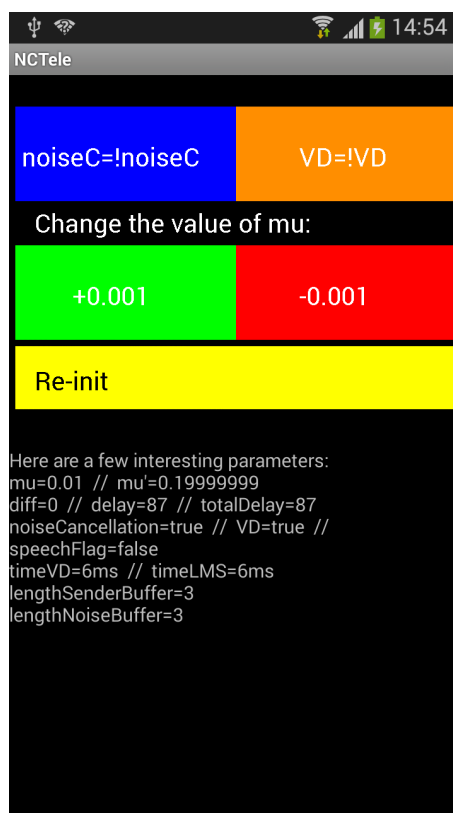 14:54
NCTele
noiseC=!noiseC VD=!VD
Change the value of mu:
+0.001 -0.001
Re-init
Here are a few interesting parameters:
mu=0.01 // mu'=0.19999999
diff=0 // delay=87 // totalDelay=87
noiseCancellation=true // VD=true //
speechFlag=false
timeVD=6ms // timeLMS=6ms
lengthSenderBuffer=3
lengthNoiseBuffer=3